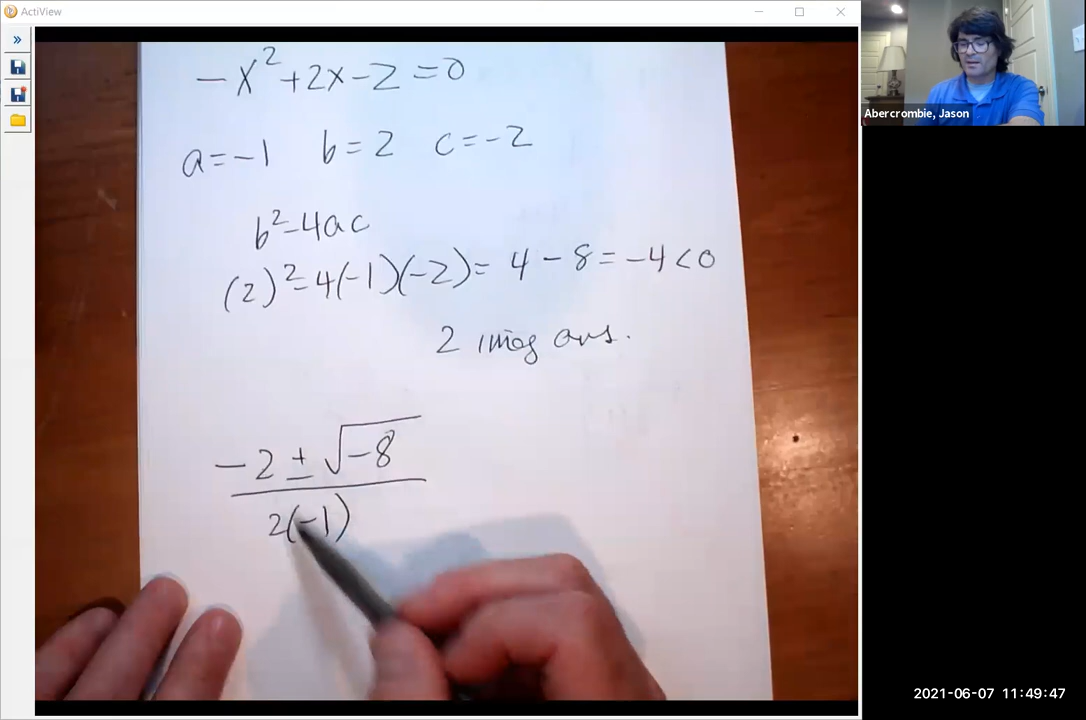 ActiView
-x²+2x-2=0
a=-1 b=2 c=-2
b²-4ac
(2)²-4(-1)(-2)= 4-8=-4<0
2 imag ans.
-2±√-8
2(-1)
Abercrombie, Jason
2021-06-07 11:49:47